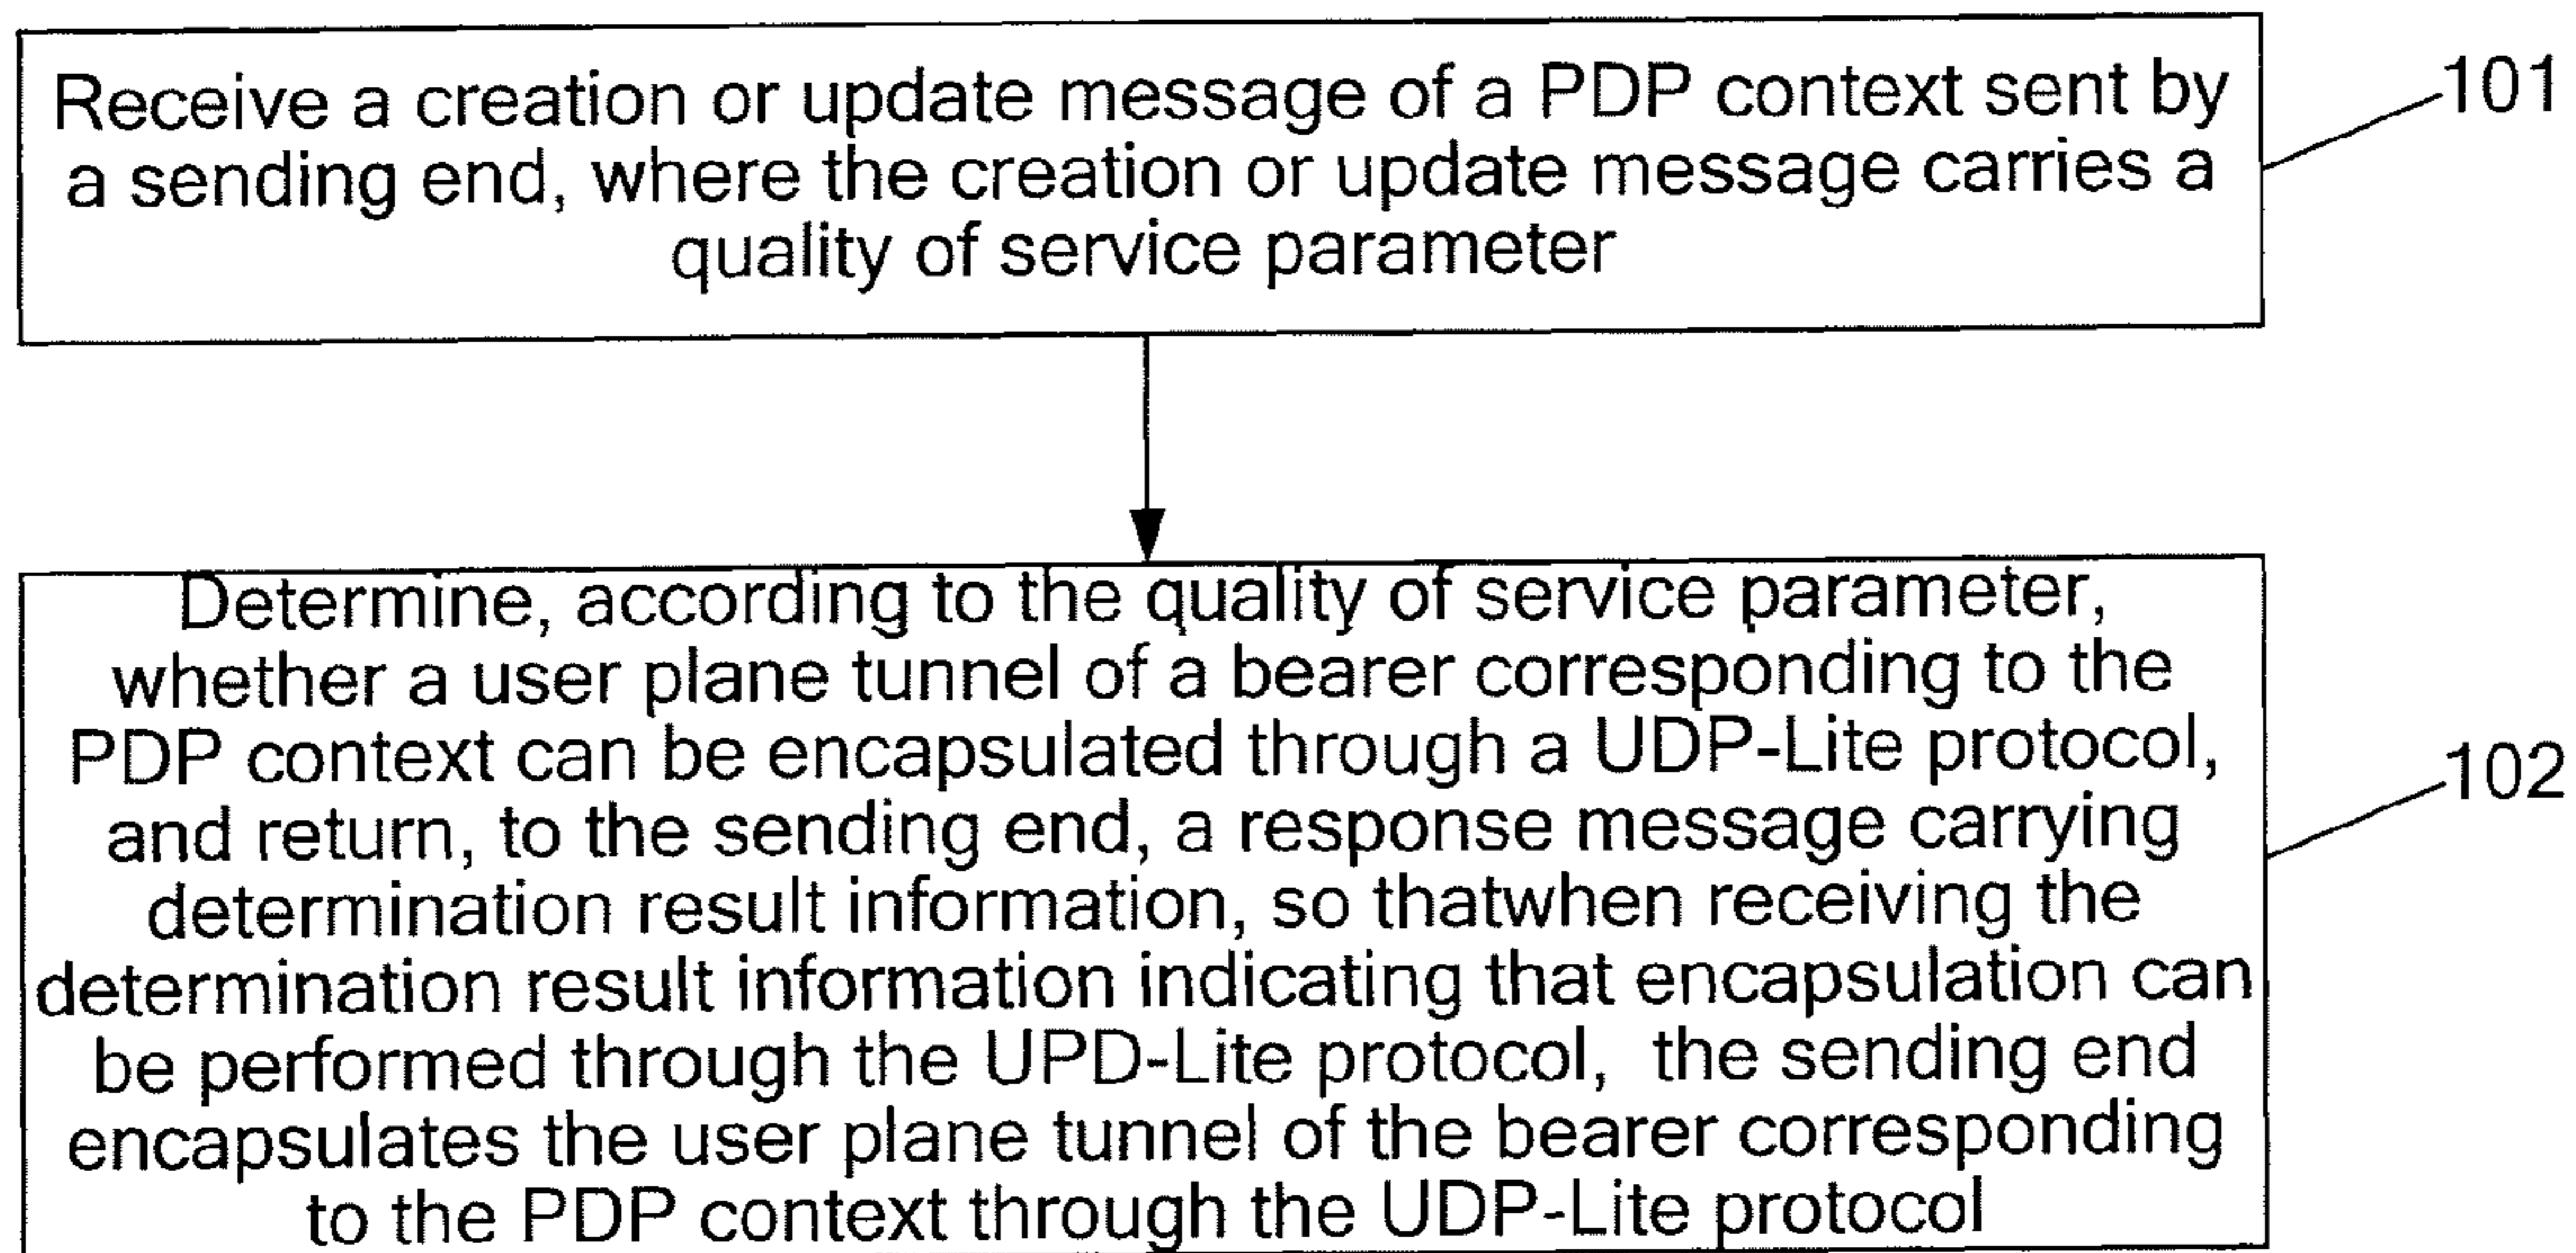 Receive a creation or update message of a PDP context sent by
a sending end, where the creation or update message carries a
quality of service parameter
101
Determine, according to the quality of service parameter,
whether a user plane tunnel of a bearer corresponding to the
PDP context can be encapsulated through a UDP-Lite protocol,
and return, to the sending end, a response message carrying
determination result information, so thatwhen receiving the
determination result information indicating that encapsulation can
be performed through the UPD-Lite protocol, the sending end
encapsulates the user plane tunnel of the bearer corresponding
to the PDP context through the UDP-Lite protocol
102